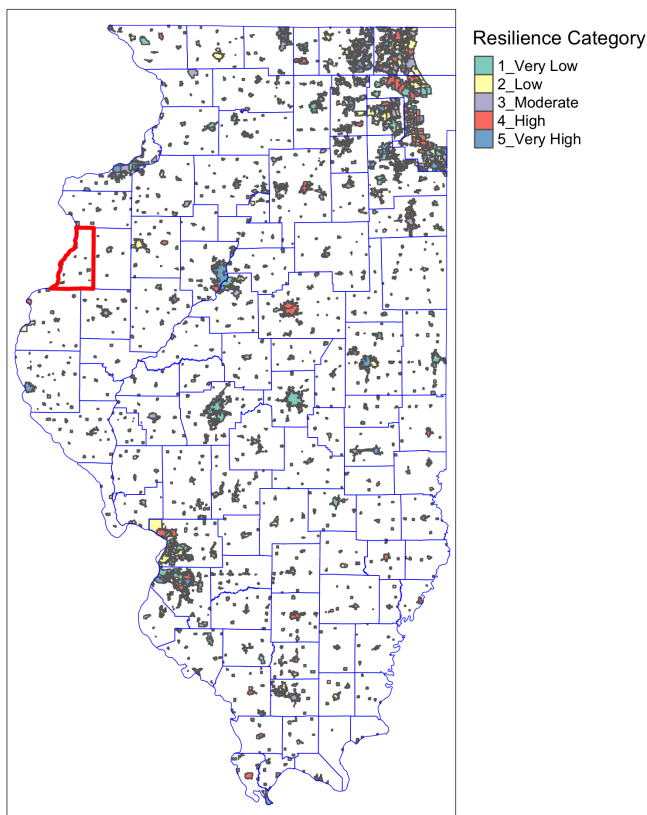 Resilience Category
1_Very Low
2_Low
3_Moderate
4_High
5_Very High